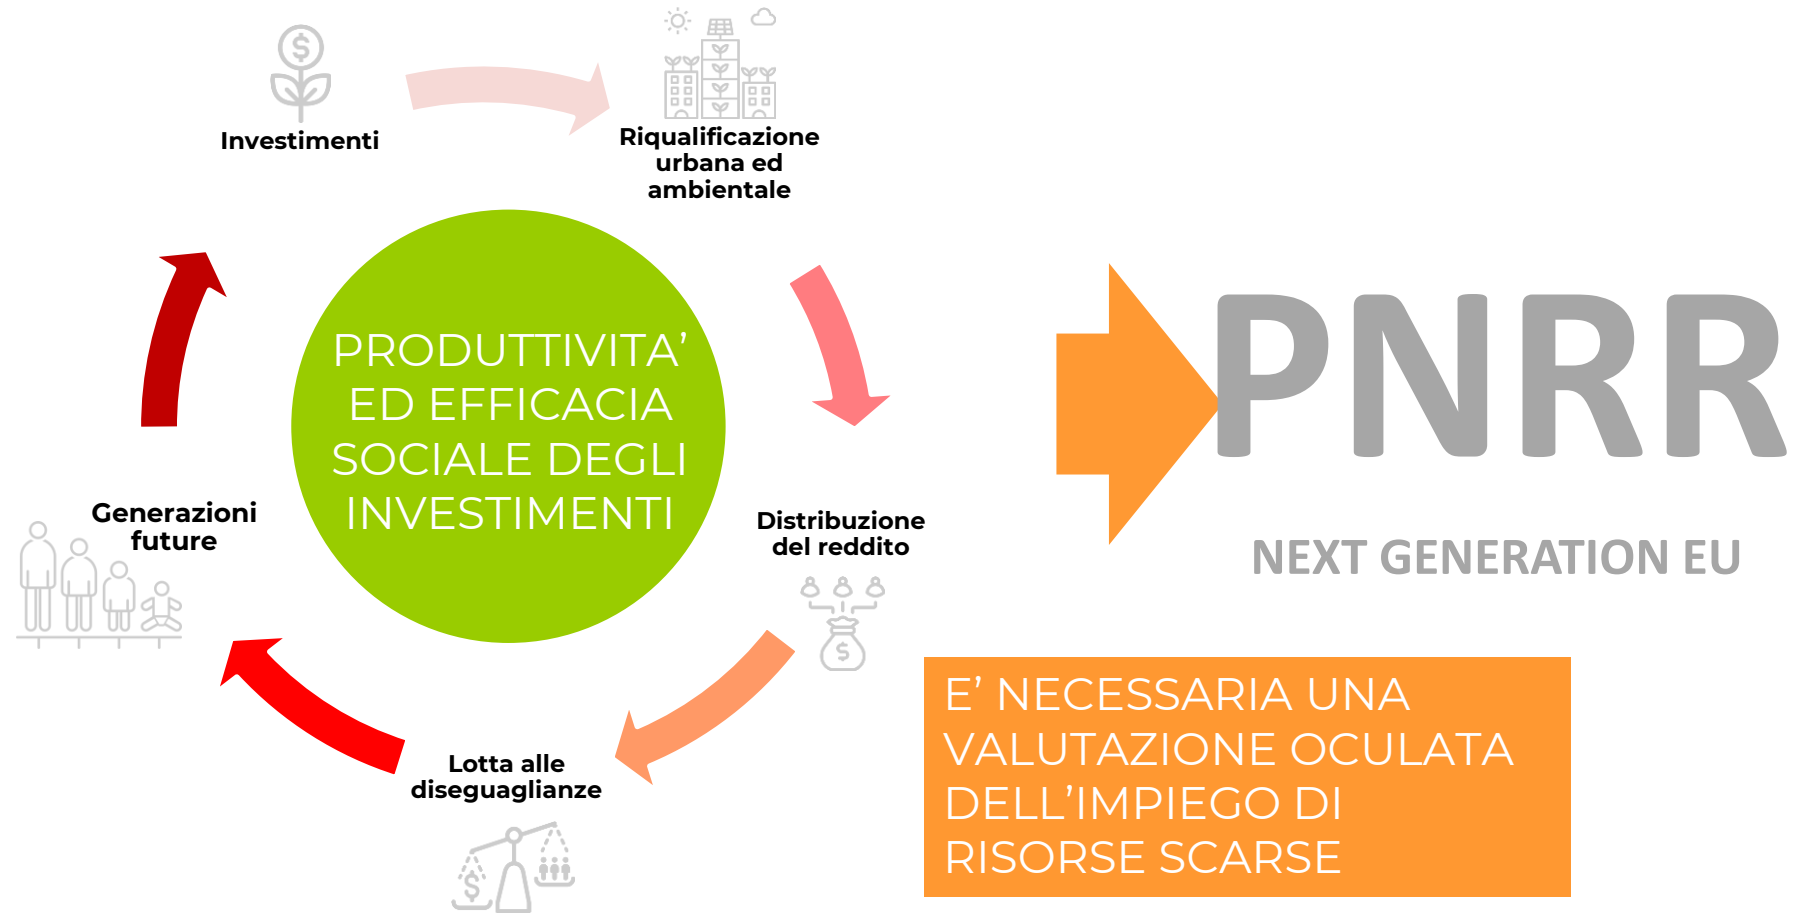 Investimenti
Riqualificazione
urbana ed
ambientale
PRODUTTIVITA’
ED EFFICACIA
SOCIALE DEGLI
INVESTIMENTI
Generazioni
future
Distribuzione
del reddito
$
Lotta alle
diseguaglianze
$
$
PNRR
NEXT GENERATION EU
E’ NECESSARIA UNA
VALUTAZIONE OCULATA
DELL’IMPIEGO DI
RISORSE SCARSE